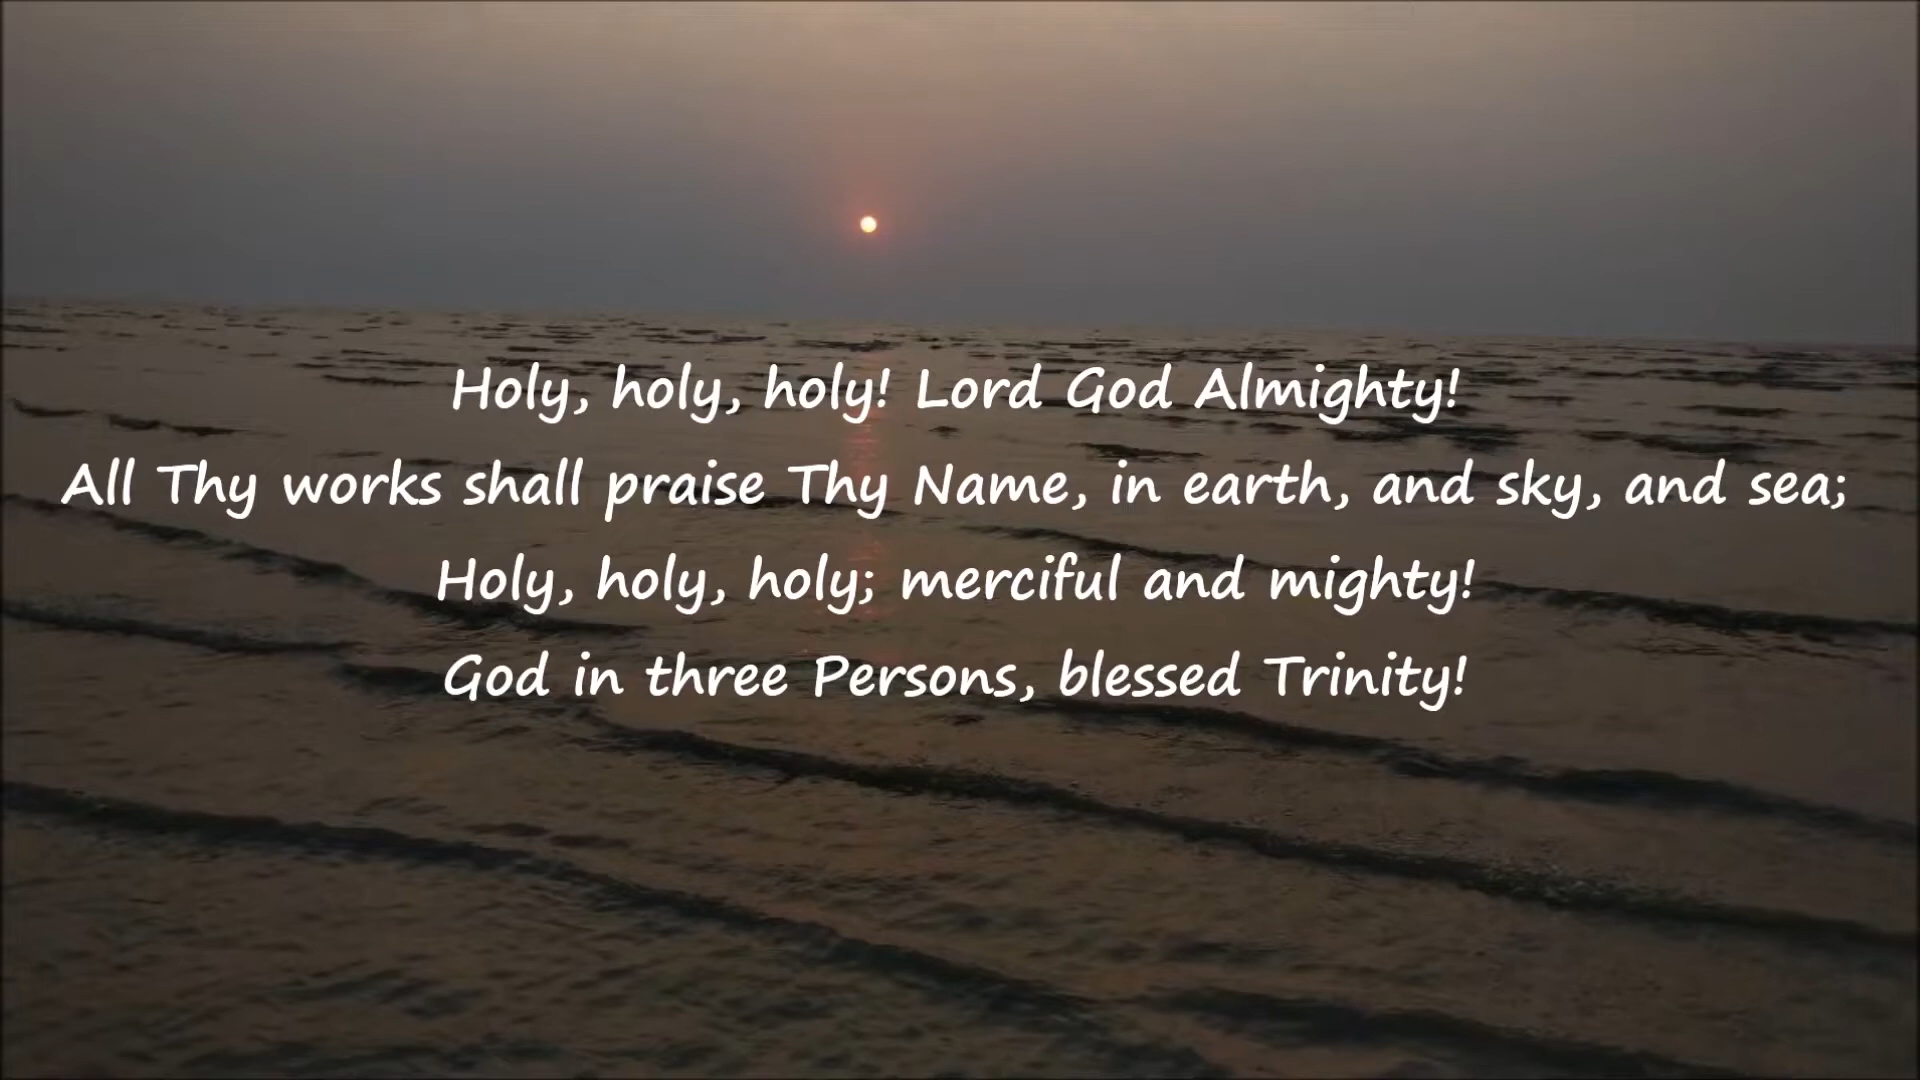 Holy, holy, holy! Lord God Almighty!
All Thy works shall praise Thy Name, in earth, and sky, and sea;
Holy, holy, holy; merciful and mighty!
God in three Persons, blessed Trinity!